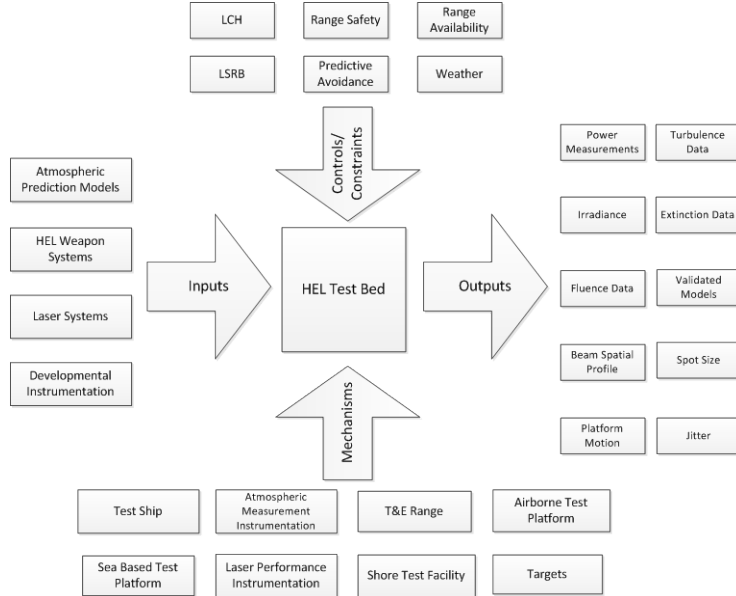 LCH
Range Safety
Range
Availability
LSRB
Predictive
Avoidance
Weather
Controls/
Constraints
Atmospheric
Prediction Models
HEL Weapon
Systems
Laser Systems
Developmental
Instrumentation
Inputs
HEL Test Bed
Outputs
Power
Measurements
Turbulence
Data
Irradiance
Extinction Data
Fluence Data
Validated
Models
Beam Spatial
Profile
Spot Size
Platform
Motion
Jitter
Mechanisms
Test Ship
Atmospheric
Measurement
Instrumentation
T&E Range
Airborne Test
Platform
Sea Based Test
Platform
Laser Performance
Instrumentation
Shore Test Facility
Targets